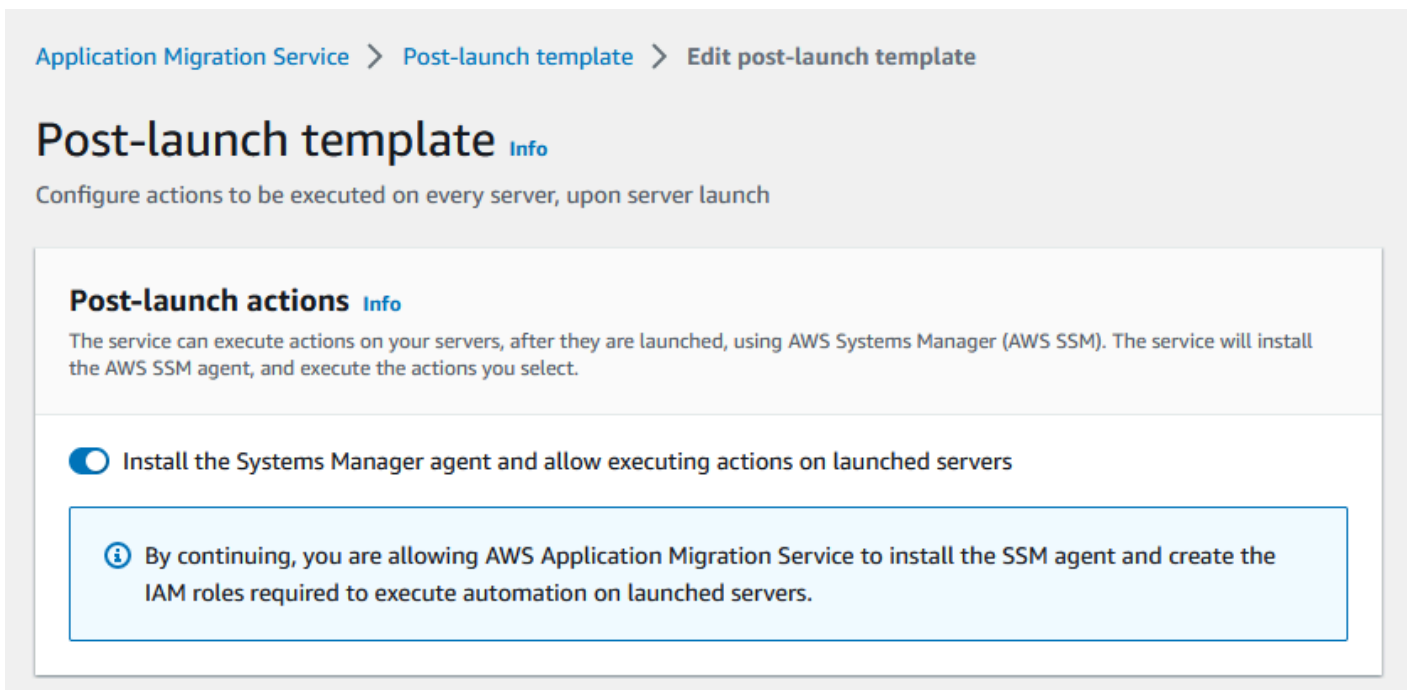 Application Migration Service > Post-launch template > Edit post-launch template
Post-launch template Info
Configure actions to be executed on every server, upon server launch
Post-launch actions Info
The service can execute actions on your servers, after they are launched, using AWS Systems Manager (AWS SSM). The service will install
the AWS SSM agent, and execute the actions you select.
Install the Systems Manager agent and allow executing actions on launched servers
By continuing, you are allowing AWS Application Migration Service to install the SSM agent and create the
IAM roles required to execute automation on launched servers.